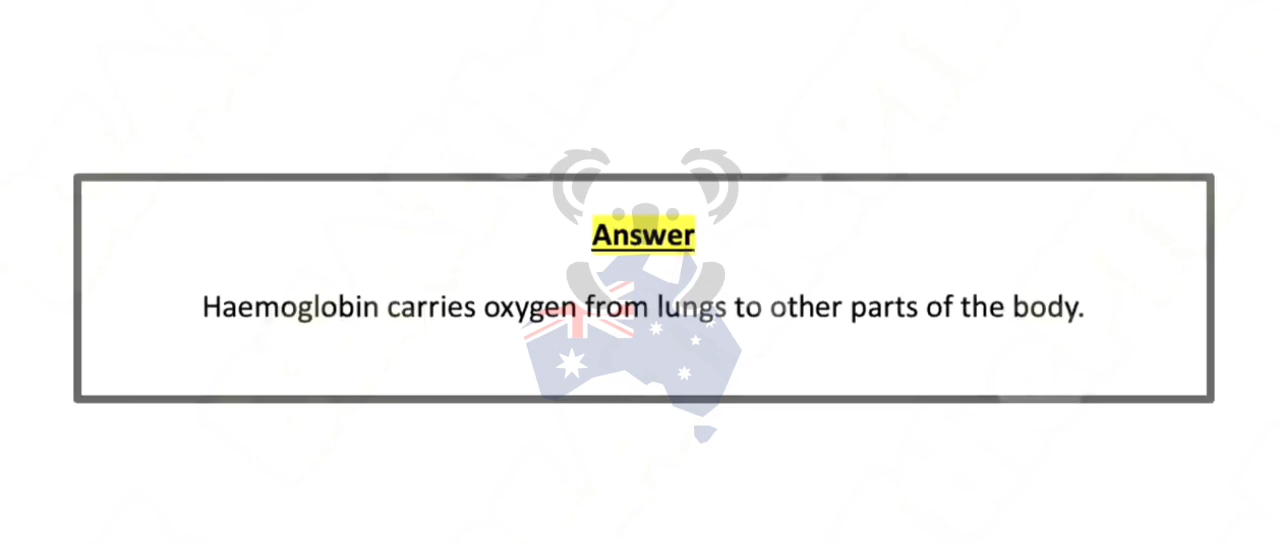 Answer
Haemoglobin carries oxygen from lungs to other parts of the body.